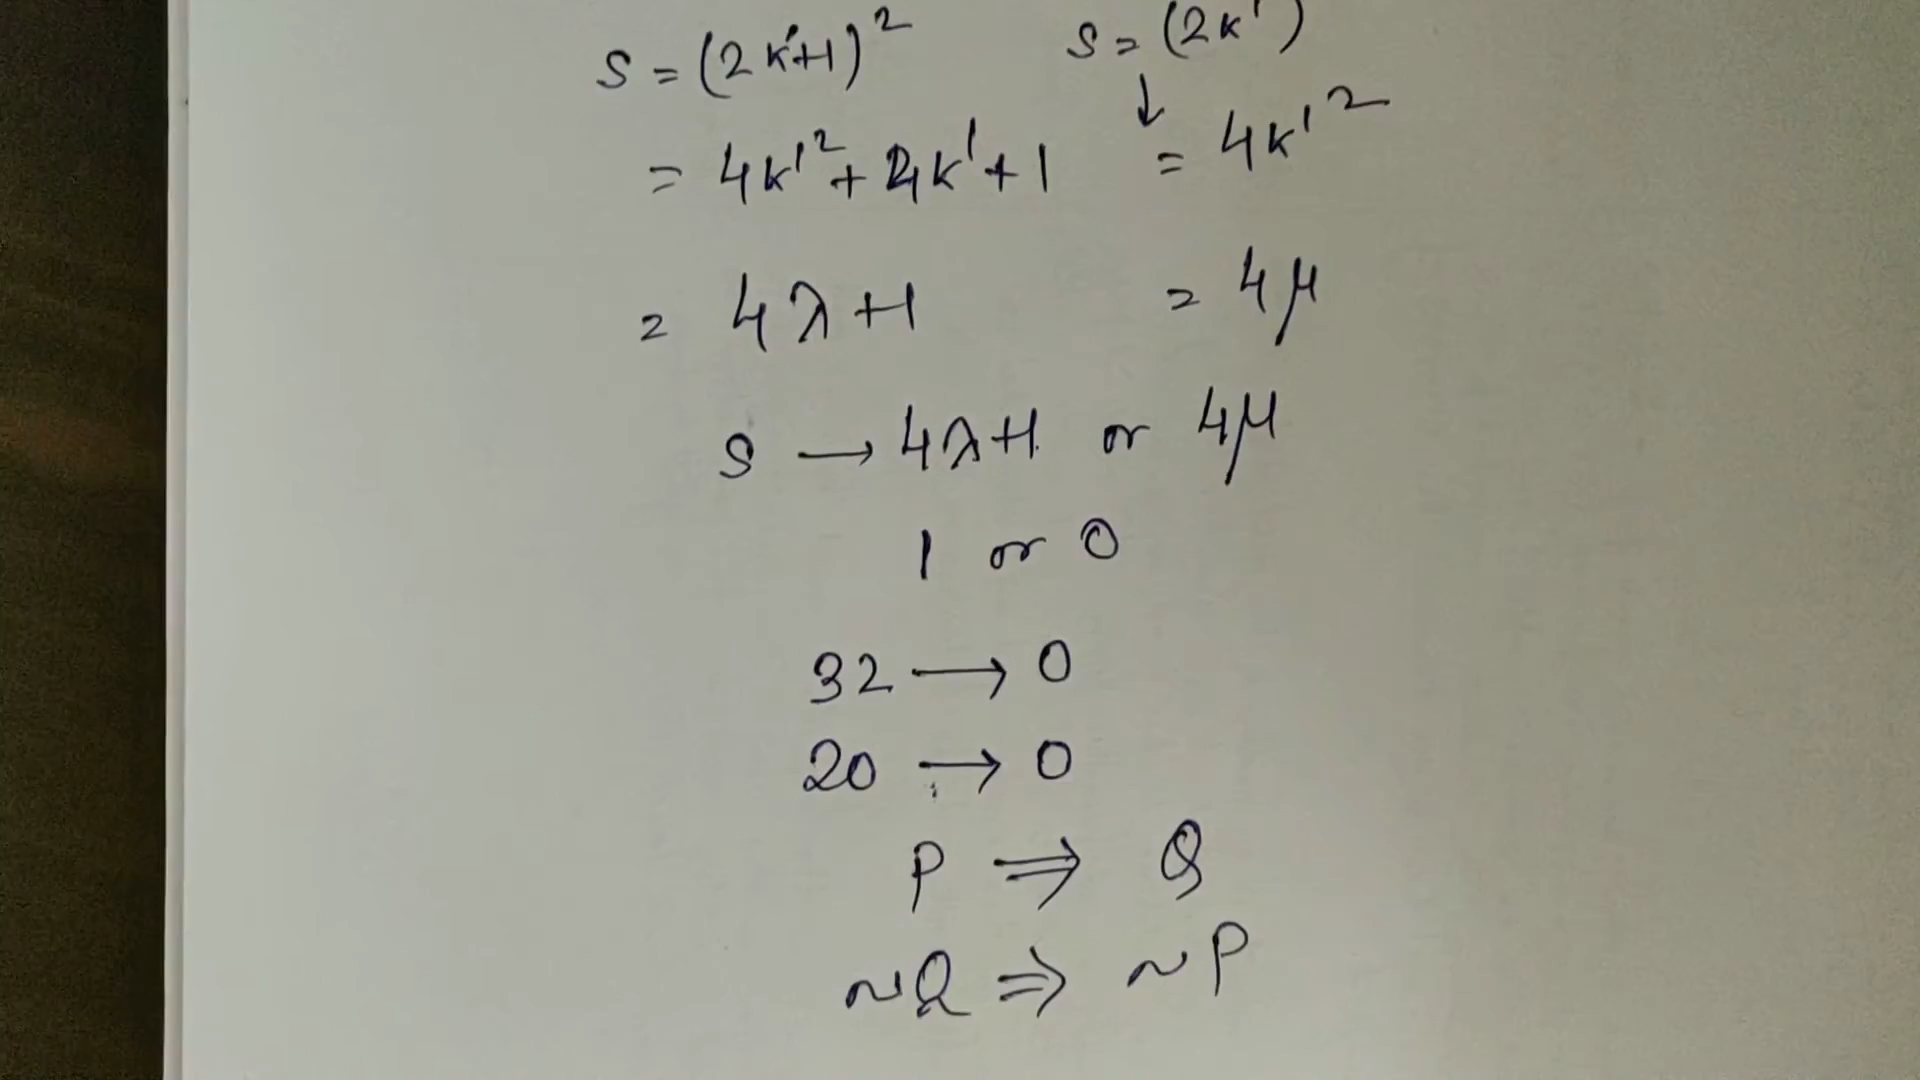 S = (2k'+1)² S = (2k')
= 4k'² + 4k' + 1 ↓ = 4k'²
= 4λ+1 = 4μ
S → 4λ+1 or 4μ
1 or 0
32 → 0
20 → 0
P ⇒ Q
~Q ⇒ ~P